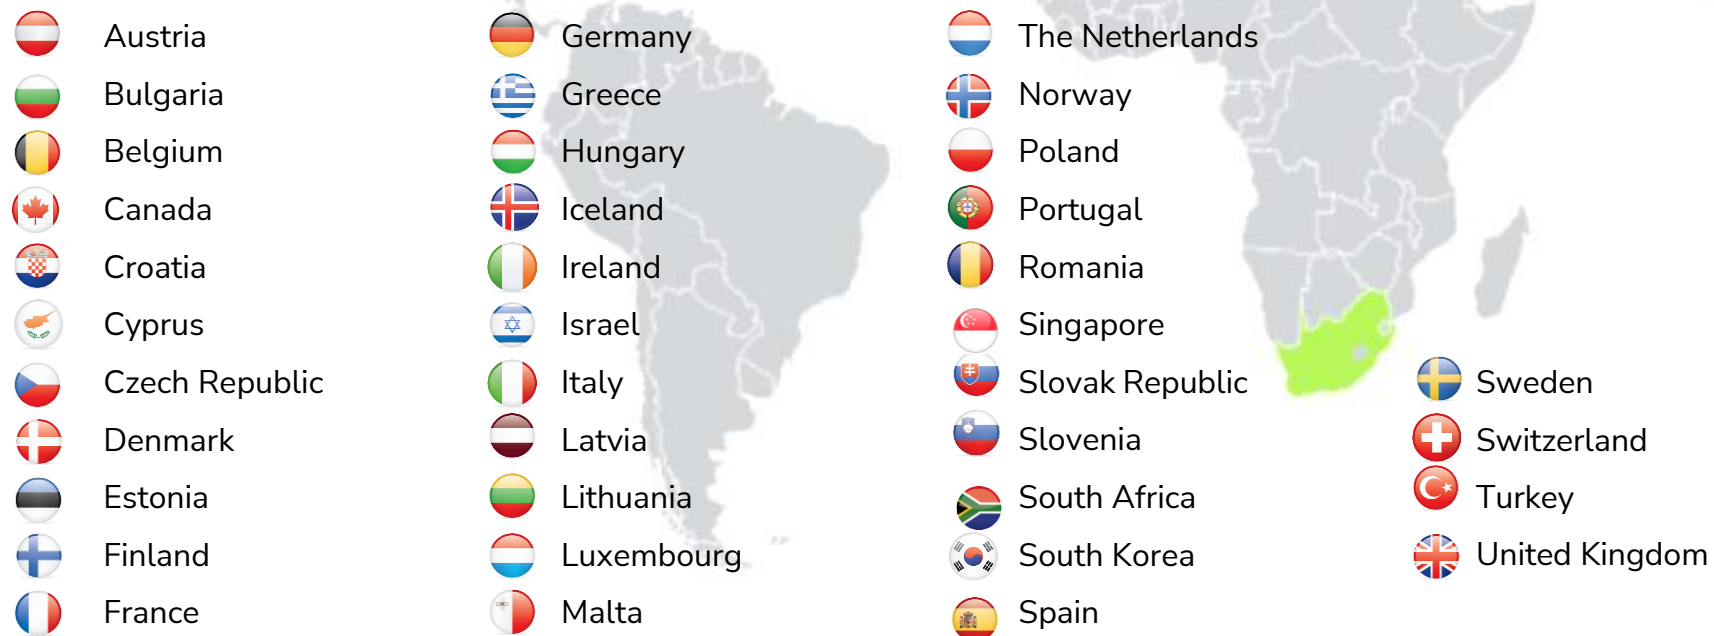 Austria
Bulgaria
Belgium
Canada
Croatia
Cyprus
Czech Republic
Denmark
Estonia
Finland
France
Germany
Greece
Hungary
Iceland
Ireland
Israel
Italy
Latvia
Lithuania
Luxembourg
Malta
The Netherlands
Norway
Poland
Portugal
Romania
Singapore
Slovak Republic
Slovenia
South Africa
South Korea
Spain
Sweden
Switzerland
Turkey
United Kingdom